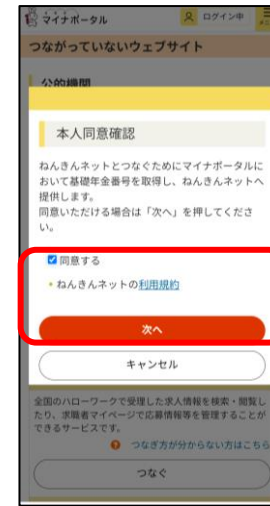 マイナポータル
ログイン中
つながっていないウェブサイト
公的機関
本人同意確認
ねんきんネットとつなぐためにマイナポータルに
おいて基礎年金番号を取得し、ねんきんネットへ
提供します。
同意いただける場合は「次へ」を押してくださ
い。
同意する
・ねんきんネットの利用規約
次へ
キャンセル
全国のハローワークで受理した求人情報を検索・閲覧し
たり、求職者マイページで応募情報等を管理することが
できるサービスです。
? つなぎ方が分からない方はこちら
つなぐ